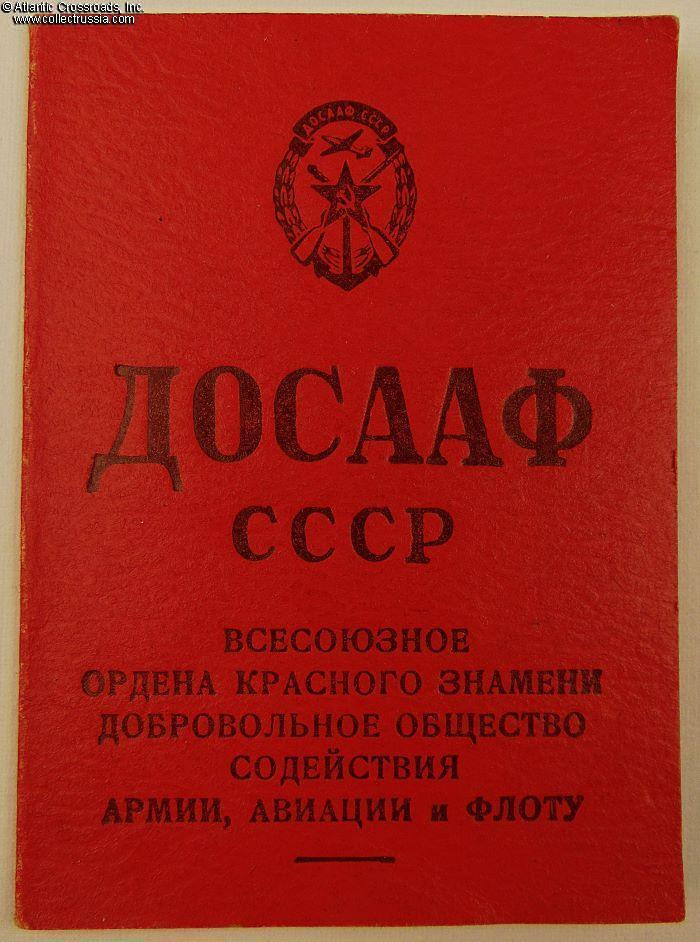 © Atlantic Crossroads, Inc.
www.collectrussia.com
ДОСААФ СССР
ДОСААФ
СССР
ВСЕСОЮЗНОЕ
ОРДЕНА КРАСНОГО ЗНАМЕНИ
ДОБРОВОЛЬНОЕ ОБЩЕСТВО
СОДЕЙСТВИЯ
АРМИИ, АВИАЦИИ и ФЛОТУ